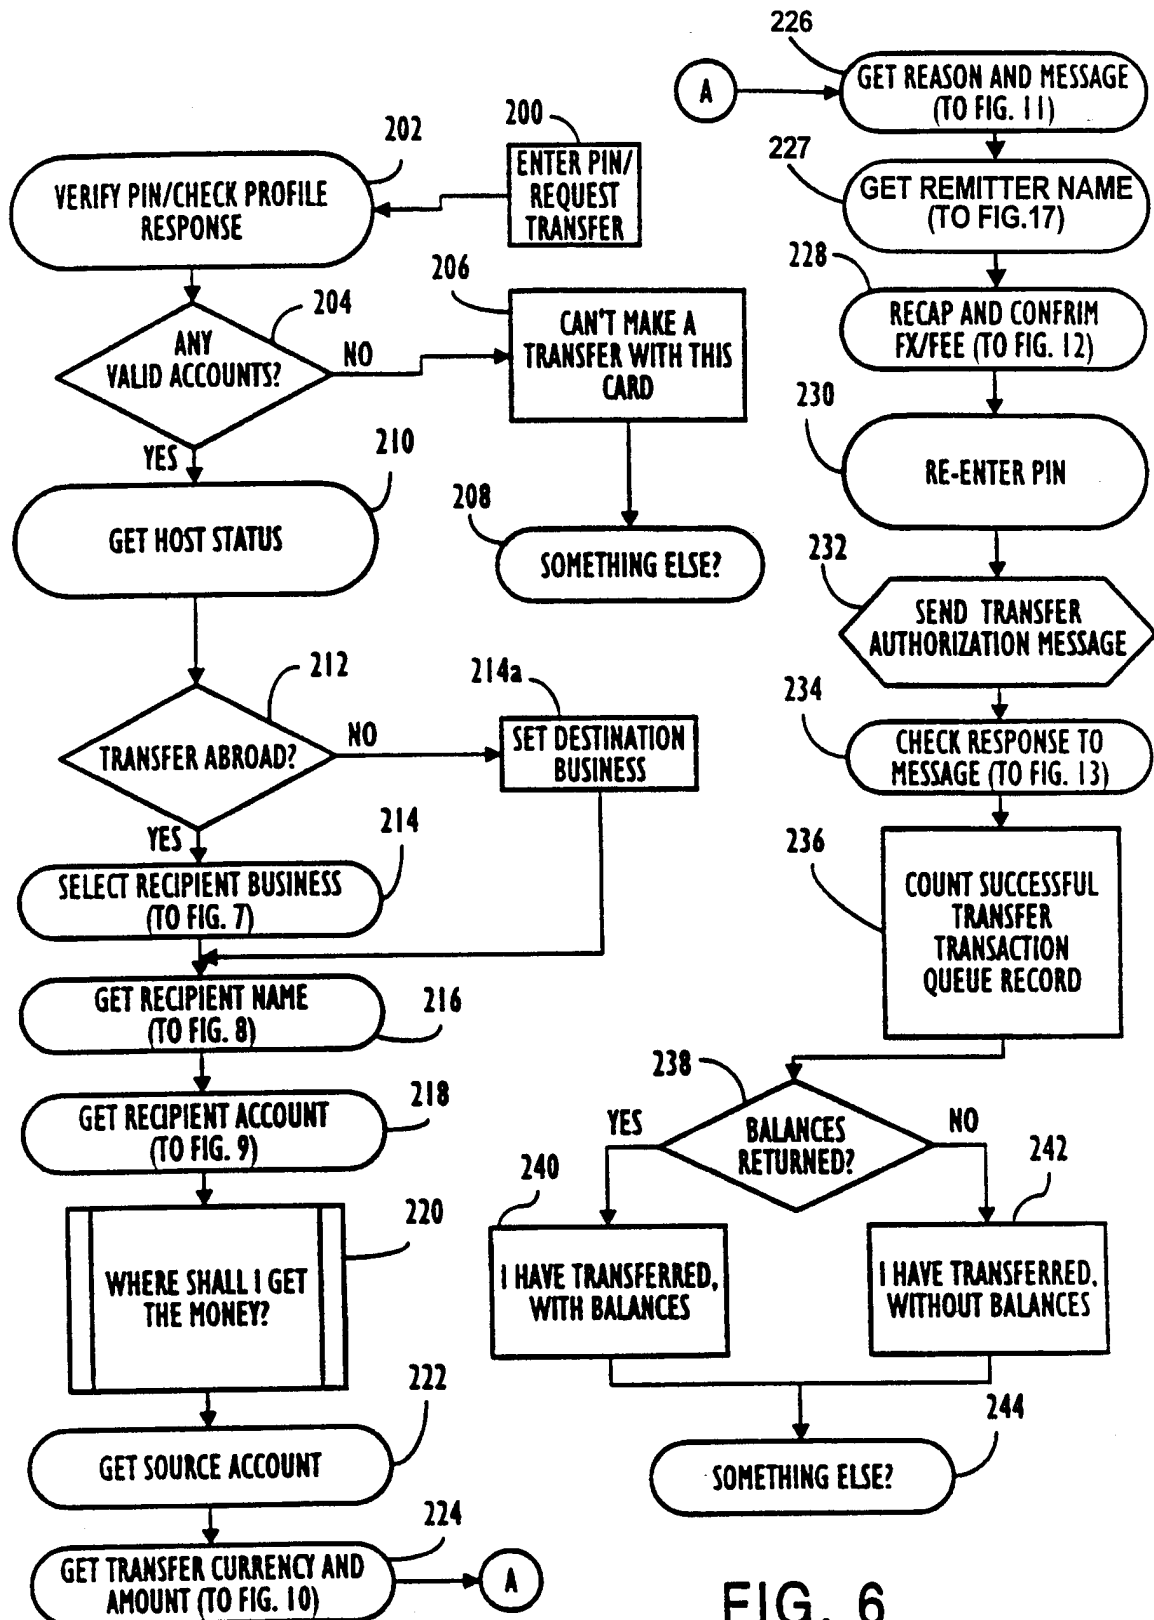 200
ENTER PIN/
REQUEST
TRANSFER
202
VERIFY PIN/CHECK PROFILE
RESPONSE
204
ANY
VALID ACCOUNTS?
NO
YES
206
CAN'T MAKE A
TRANSFER WITH THIS
CARD
208
SOMETHING ELSE?
210
GET HOST STATUS
212
TRANSFER ABROAD?
NO
YES
214a
SET DESTINATION
BUSINESS
214
SELECT RECIPIENT BUSINESS
(TO FIG. 7)
GET RECIPIENT NAME
(TO FIG. 8)
216
218
GET RECIPIENT ACCOUNT
(TO FIG. 9)
220
WHERE SHALL I GET
THE MONEY?
222
GET SOURCE ACCOUNT
224
GET TRANSFER CURRENCY AND
AMOUNT (TO FIG. 10)
A
A
226
GET REASON AND MESSAGE
(TO FIG. 11)
227
GET REMITTER NAME
(TO FIG.17)
228
RECAP AND CONFRIM
FX/FEE (TO FIG. 12)
230
RE-ENTER PIN
232
SEND TRANSFER
AUTHORIZATION MESSAGE
234
CHECK RESPONSE TO
MESSAGE (TO FIG. 13)
236
COUNT SUCCESSFUL
TRANSFER
TRANSACTION
QUEUE RECORD
238
BALANCES
RETURNED?
YES
NO
240
I HAVE TRANSFERRED,
WITH BALANCES
242
I HAVE TRANSFERRED,
WITHOUT BALANCES
244
SOMETHING ELSE?
FIG. 6